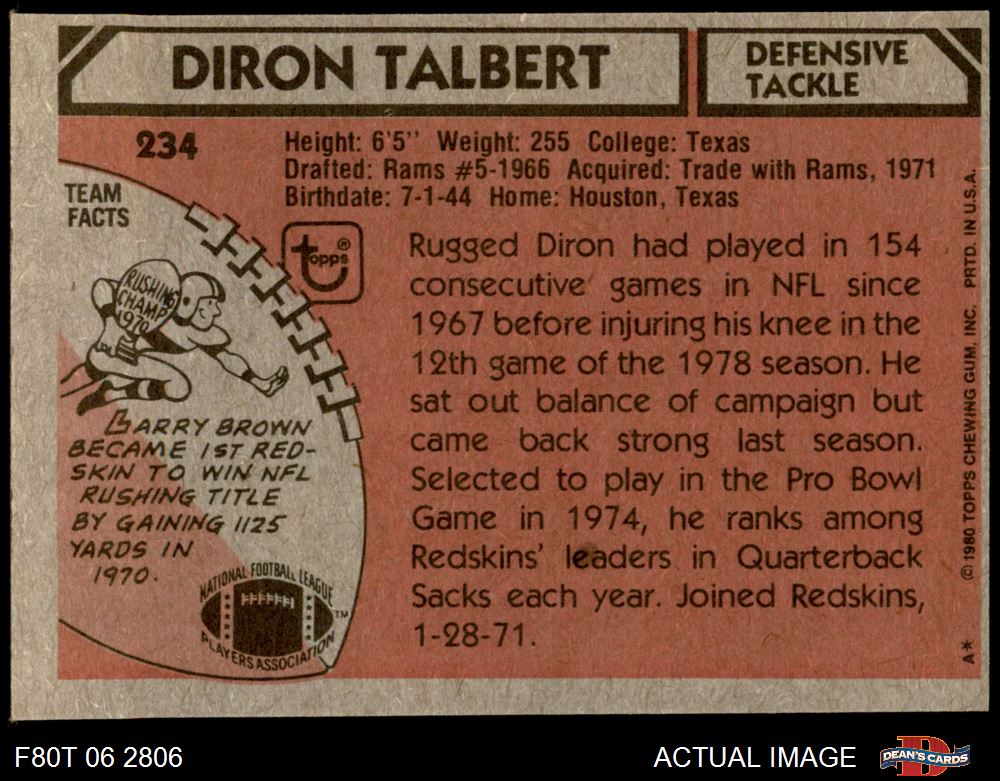 DIRON TALBERT
DEFENSIVE
TACKLE
234
Height: 6'5" Weight: 255 College: Texas
Drafted: Rams #5-1966 Acquired: Trade with Rams, 1971
Birthdate: 7-1-44 Home: Houston, Texas
TEAM
FACTS
topps®
RUSHING
CHAMP
1970
LARRY BROWN
BECAME 1ST RED-
SKIN TO WIN NFL
RUSHING TITLE
BY GAINING 1125
YARDS IN
1970.
NATIONAL FOOTBALL LEAGUE
PLAYERS ASSOCIATION
TM
Rugged Diron had played in 154
consecutive games in NFL since
1967 before injuring his knee in the
12th game of the 1978 season. He
sat out balance of campaign but
came back strong last season.
Selected to play in the Pro Bowl
Game in 1974, he ranks among
Redskins' leaders in Quarterback
Sacks each year. Joined Redskins,
1-28-71.
A* © 1980 TOPPS CHEWING GUM, INC. PRTD. IN U.S.A.
F80T 06 2806
ACTUAL IMAGE
DEAN'S CARDS